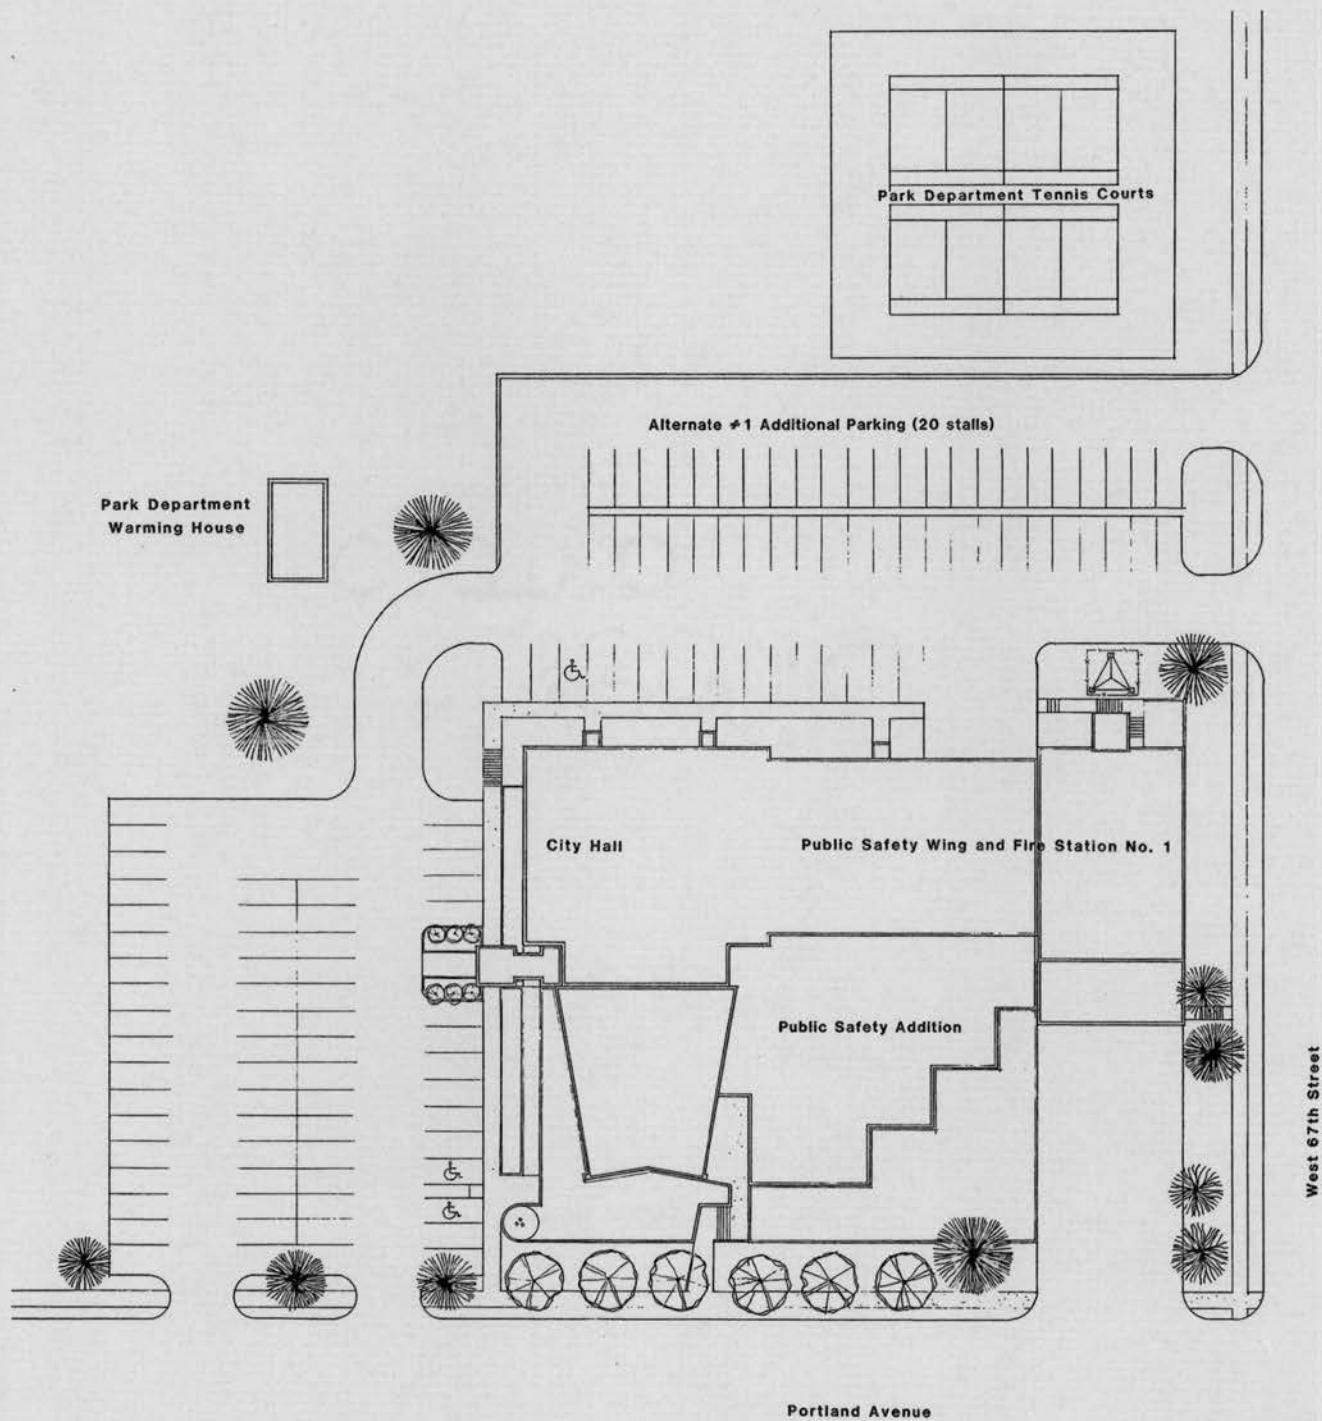 Park Department Tennis Courts
Alternate #1 Additional Parking (20 stalls)
Park Department
Warming House
City Hall
Public Safety Wing and Fire Station No. 1
Public Safety Addition
West 67th Street
Portland Avenue